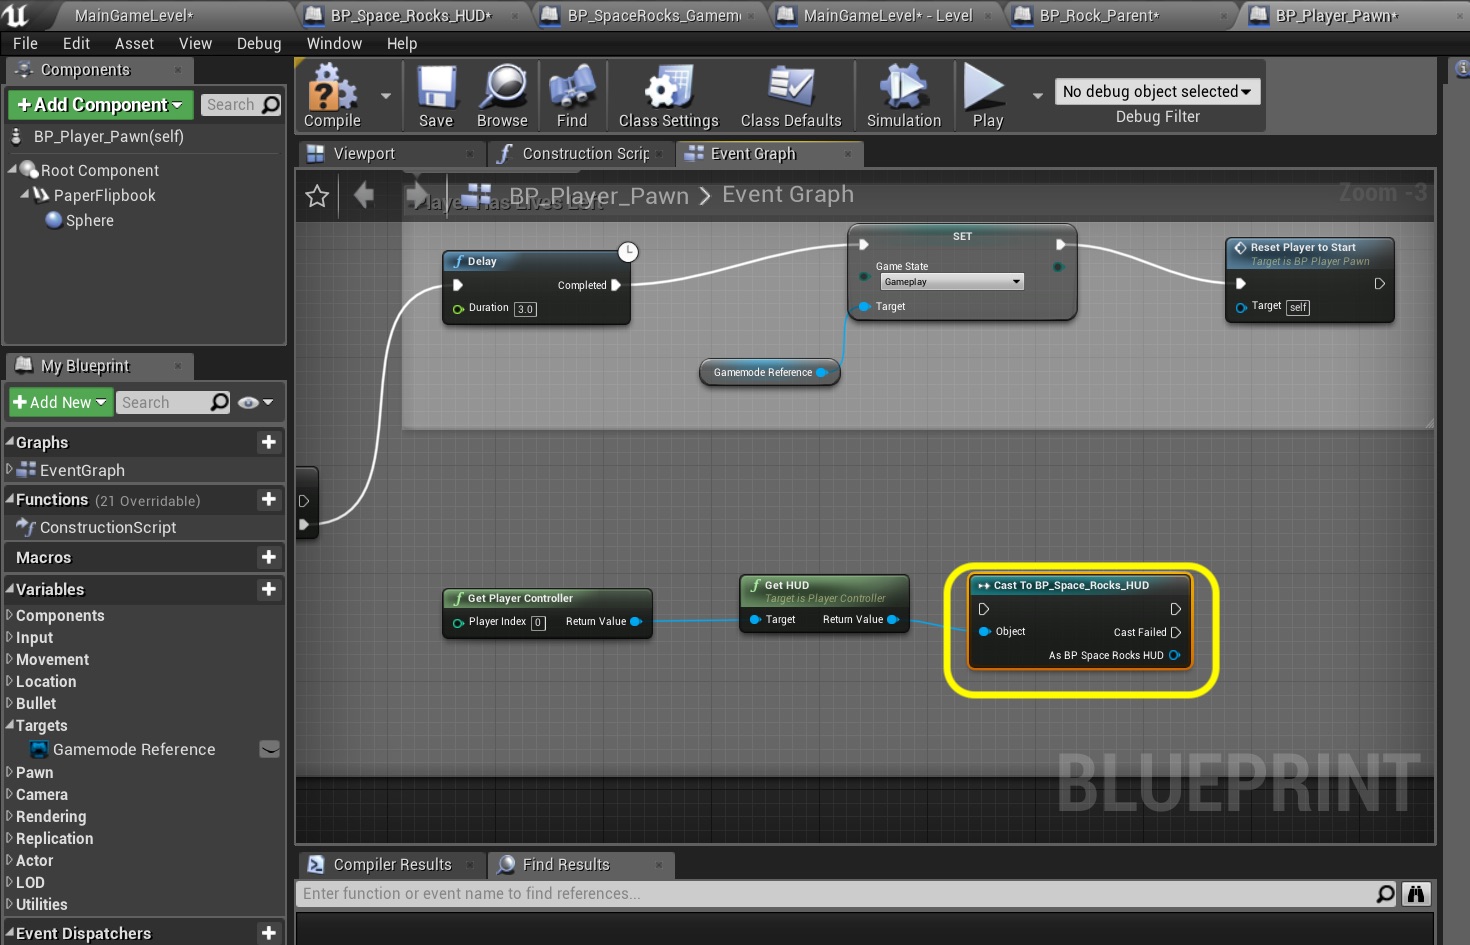 MainGameLevel*
BP_Space_Rocks_HUD*
BP_SpaceRocks_Gamem
MainGameLevel* - Level
BP_Rock_Parent*
BP_Player_Pawn*
File Edit Asset View Debug Window Help
Components
+Add Component
Search
BP_Player_Pawn(self)
Root Component
PaperFlipbook
Sphere
Compile
Save
Browse
Find
Class Settings
Class Defaults
Simulation
Play
No debug object selected
Debug Filter
Viewport
Construction Scrip
Event Graph
BP_Player_Pawn > Event Graph
Player Has Lives Left
Zoom -3
Delay
Completed
Duration 3.0
SET
Game State
Gameplay
Target
Gamemode Reference
Reset Player to Start
Target is BP Player Pawn
Target self
My Blueprint
+Add New
Search
Graphs
EventGraph
Functions (21 Overridable)
ConstructionScript
Macros
Variables
Components
Input
Movement
Location
Bullet
Targets
Gamemode Reference
Pawn
Camera
Rendering
Replication
Actor
LOD
Utilities
Event Dispatchers
Get Player Controller
Player Index 0 Return Value
Get HUD
Target is Player Controller
Target Return Value
Cast To BP_Space_Rocks_HUD
Object
Cast Failed
As BP Space Rocks HUD
BLUEPRINT
Compiler Results
Find Results
Enter function or event name to find references...